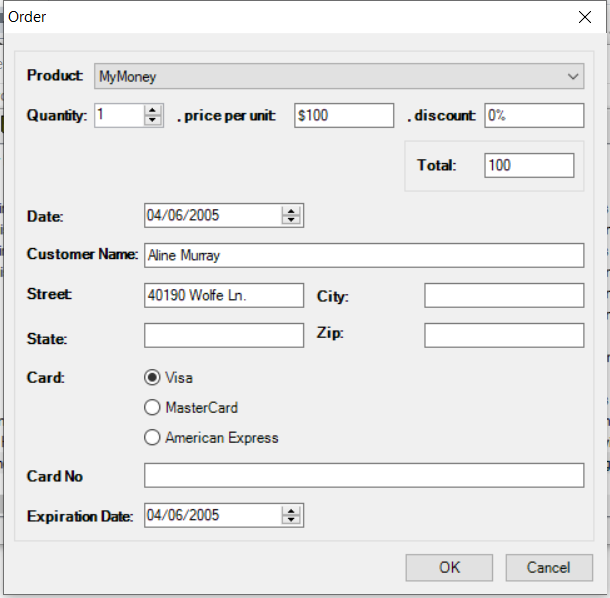 Order
Product: MyMoney
Quantity: 1 , price per unit: $100 , discount: 0%
Total: 100
Date: 04/06/2005
Customer Name: Aline Murray
Street: 40190 Wolfe Ln. City:
State: Zip:
Card: Visa
MasterCard
American Express
Card No
Expiration Date: 04/06/2005
OK Cancel